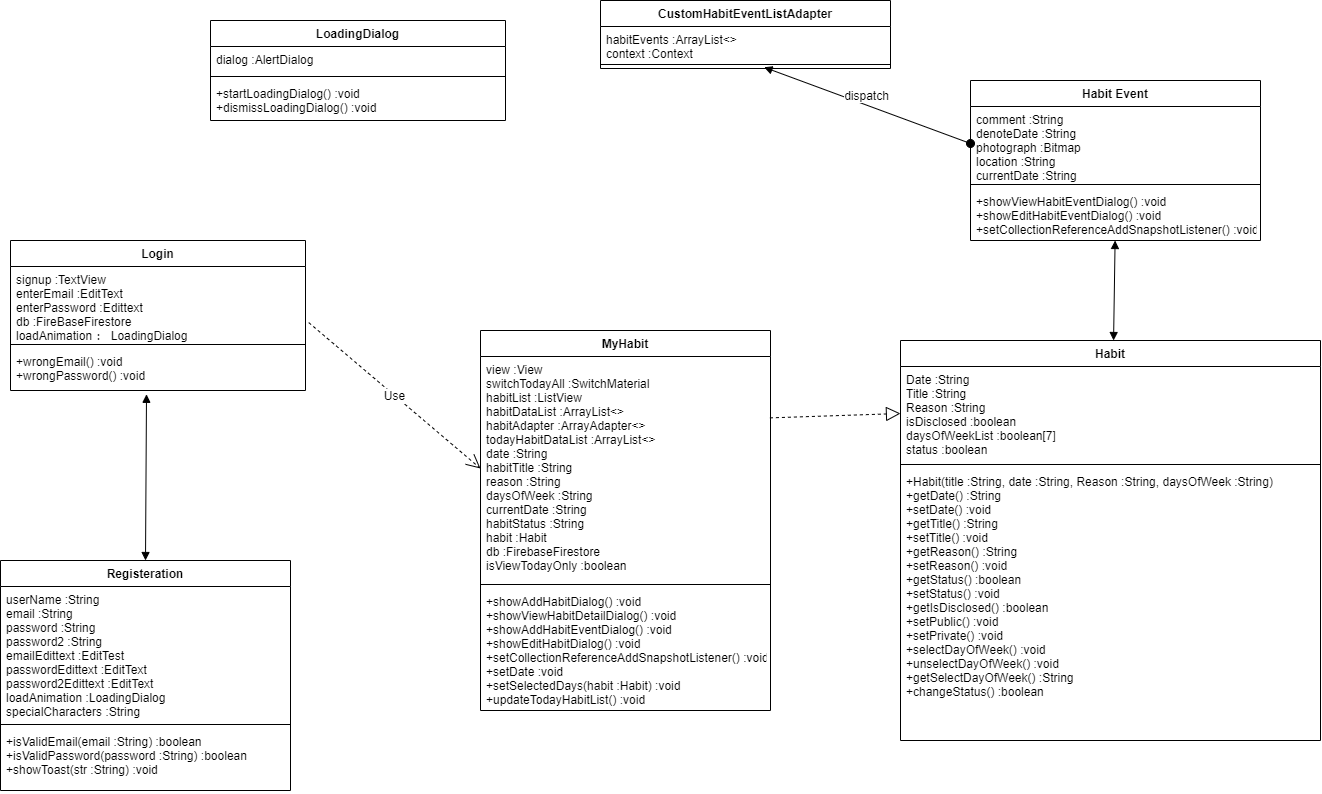 LoadingDialog
dialog :AlertDialog
+startLoadingDialog() :void
+dismissLoadingDialog() :void
CustomHabitEventListAdapter
habitEvents :ArrayList<>
context :Context
dispatch
Habit Event
comment :String
denoteDate :String
photograph :Bitmap
location :String
currentDate :String
+showViewHabitEventDialog() :void
+showEditHabitEventDialog() :void
+setCollectionReferenceAddSnapshotListener() :void
Login
signup :TextView
enterEmail :EditText
enterPassword :Edittext
db :FireBaseFirestore
loadAnimation： LoadingDialog
+wrongEmail() :void
+wrongPassword() :void
Use
MyHabit
view :View
switchTodayAll :SwitchMaterial
habitList :ListView
habitDataList :ArrayList<>
habitAdapter :ArrayAdapter<>
todayHabitDataList :ArrayList<>
date :String
habitTitle :String
reason :String
daysOfWeek :String
currentDate :String
habitStatus :String
habit :Habit
db :FirebaseFirestore
isViewTodayOnly :boolean
+showAddHabitDialog() :void
+showViewHabitDetailDialog() :void
+showAddHabitEventDialog() :void
+showEditHabitDialog() :void
+setCollectionReferenceAddSnapshotListener() :void
+setDate :void
+setSelectedDays(habit :Habit) :void
+updateTodayHabitList() :void
Habit
Date :String
Title :String
Reason :String
isDisclosed :boolean
daysOfWeekList :boolean[7]
status :boolean
+Habit(title :String, date :String, Reason :String, daysOfWeek :String)
+getDate() :String
+setDate() :void
+getTitle() :String
+setTitle() :void
+getReason() :String
+setReason() :void
+getStatus() :boolean
+setStatus() :void
+getIsDisclosed() :boolean
+setPublic() :void
+setPrivate() :void
+selectDayOfWeek() :void
+unselectDayOfWeek() :void
+getSelectDayOfWeek() :String
+changeStatus() :boolean
Registeration
userName :String
email :String
password :String
password2 :String
emailEdittext :EditTest
passwordEdittext :EditText
password2Edittext :EditText
loadAnimation :LoadingDialog
specialCharacters :String
+isValidEmail(email :String) :boolean
+isValidPassword(password :String) :boolean
+showToast(str :String) :void